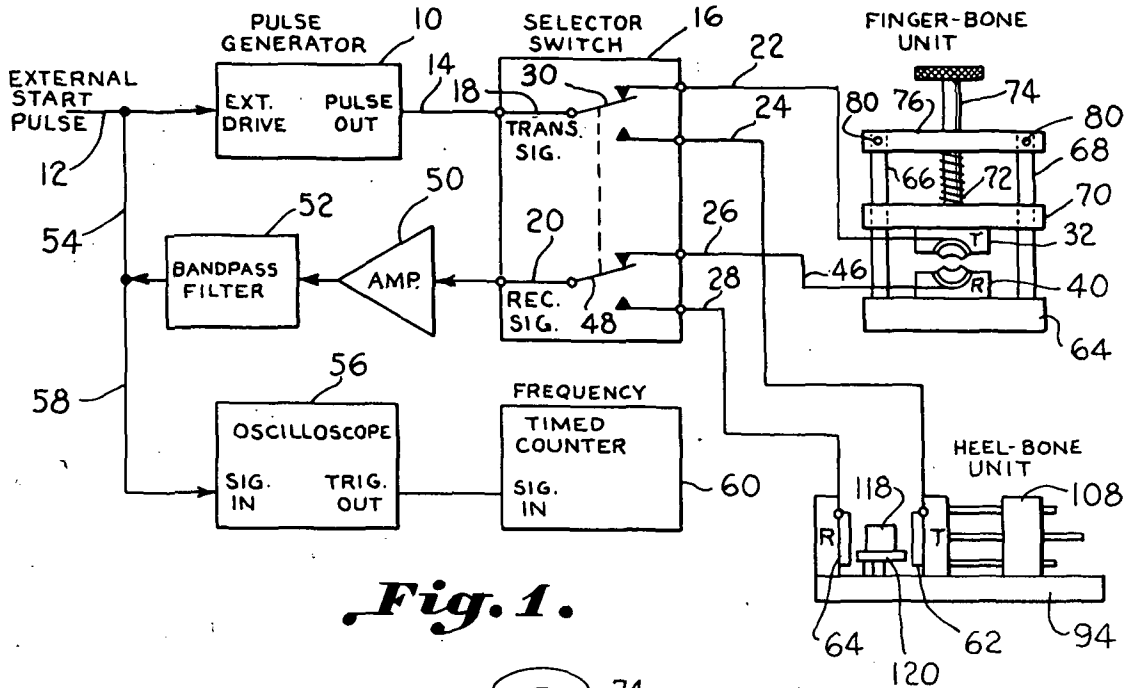 PULSE
GENERATOR
10
SELECTOR
SWITCH
16
FINGER-BONE
UNIT
EXTERNAL
START
PULSE
12
EXT.
DRIVE
PULSE
OUT
14
18
30
TRANS.
SIG.
22
24
80
76
74
80
68
66
72
70
T
32
R
40
46
64
54
52
BANDPASS
FILTER
50
AMP.
20
REC.
SIG.
48
26
28
58
56
OSCILLOSCOPE
SIG.
IN
TRIG.
OUT
FREQUENCY
TIMED
COUNTER
SIG.
IN
60
HEEL-BONE
UNIT
118
108
R
T
64
120
62
94
Fig. 1.
74